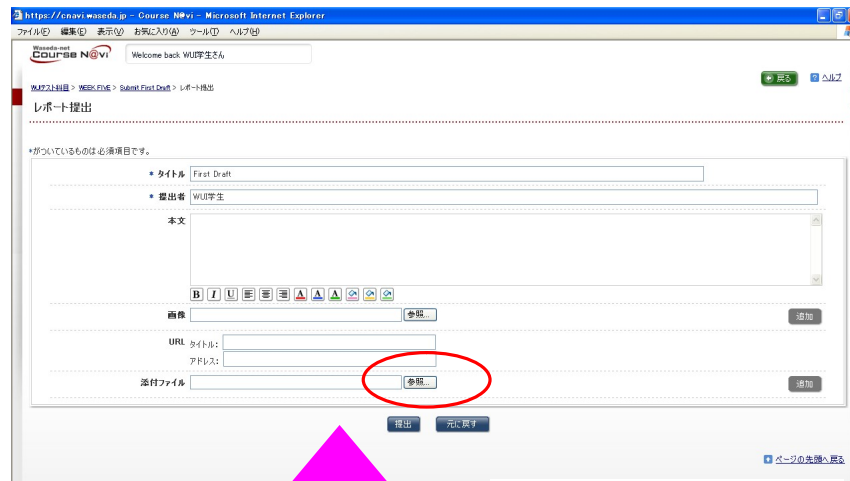 https://cnavi.waseda.jp - Course N@vi - Microsoft Internet Explorer
ファイル(F) 編集(E) 表示(V) お気に入り(A) ツール(T) ヘルプ(H)
Waseda-net
Course N@vi
Welcome back WUI学生さん
戻る ヘルプ
WUIテスト科目 > WEEK FIVE > Submit First Draft > レポート提出
レポート提出
*がついているものは必須項目です。
* タイトル First Draft
* 提出者 WUI学生
本文
B I U A A A
画像 参照... 追加
URL タイトル:
アドレス:
添付ファイル 参照... 追加
提出 元に戻す
ページの先頭へ戻る